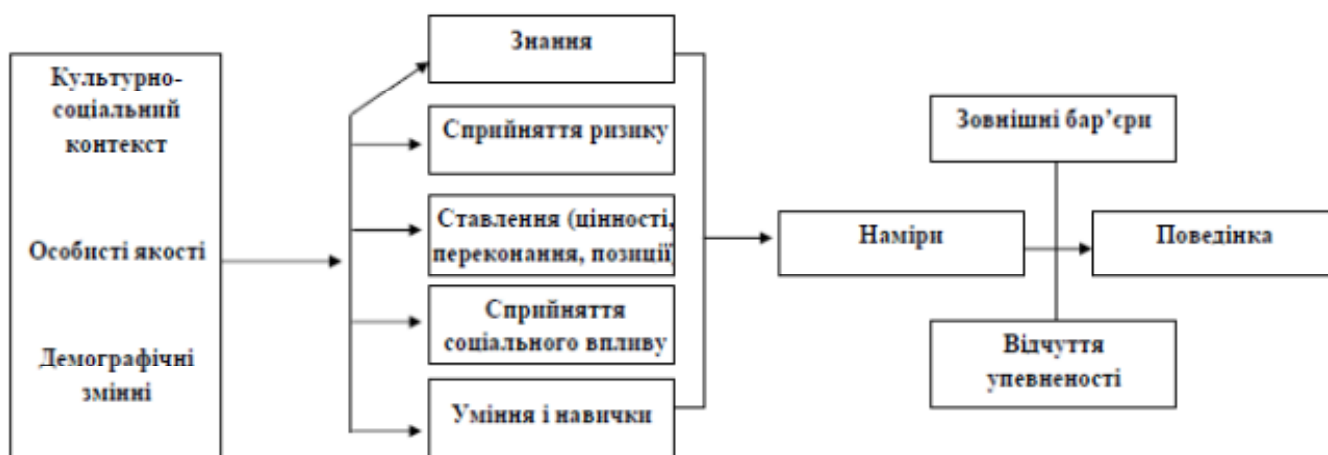 Культурно-
соціальний
контекст
Особисті якості
Демографічні
змінні
Знання
Сприйняття ризику
Ставлення (цінності,
переконання, позиції)
Сприйняття
соціального впливу
Уміння і навички
Наміри
Зовнішні бар’єри
Відчуття
упевненості
Поведінка